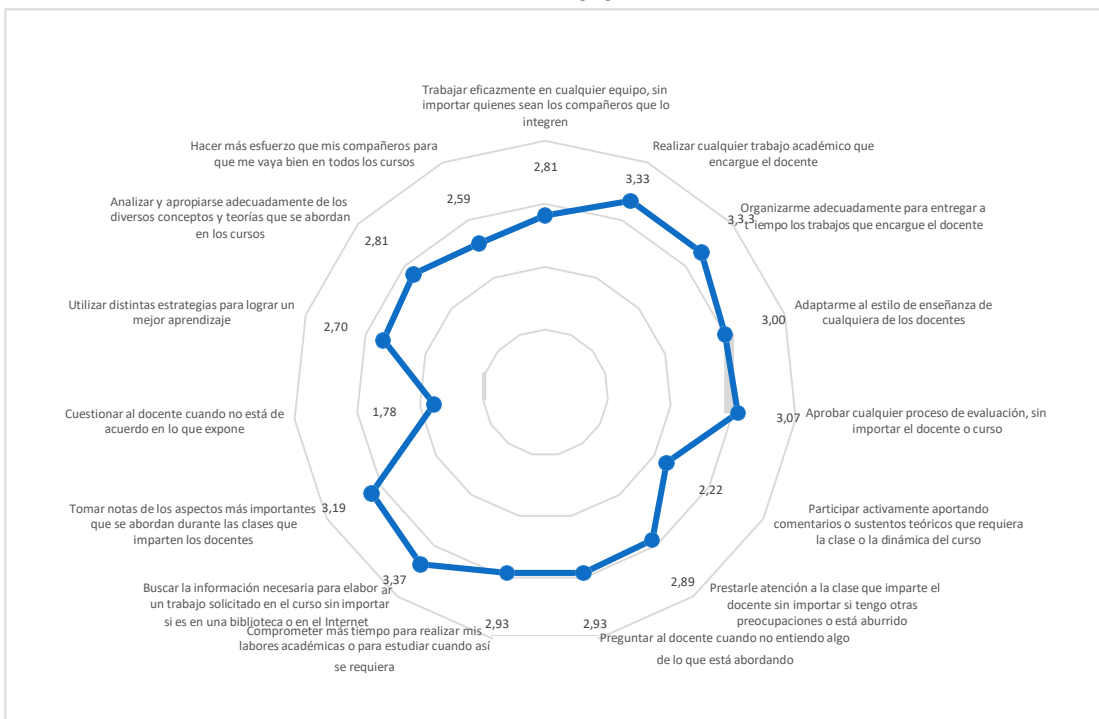 Trabajar eficazmente en cualquier equipo, sin
importar quienes sean los compañeros que lo
integren
2,81
Realizar cualquier trabajo académico que
encargue el docente
3,33
Organizarme adecuadamente para entregar a
tiempo los trabajos que encargue el docente
3,33
Adaptarme al estilo de enseñanza de
cualquiera de los docentes
3,00
Aprobar cualquier proceso de evaluación, sin
importar el docente o curso
3,07
Participar activamente aportando
comentarios o sustentos teóricos que requiera
la clase o la dinámica del curso
2,22
Prestarle atención a la clase que imparte el
docente sin importar si tengo otras
preocupaciones o está aburrido
2,89
Preguntar al docente cuando no entiendo algo
de lo que está abordando
2,93
Comprometer más tiempo para realizar mis
labores académicas o para estudiar cuando así
se requiera
2,93
Buscar la información necesaria para elaborar
un trabajo solicitado en el curso sin importar
si es en una biblioteca o en el Internet
3,37
Tomar notas de los aspectos más importantes
que se abordan durante las clases que
imparten los docentes
3,19
Cuestionar al docente cuando no está de
acuerdo en lo que expone
1,78
Utilizar distintas estrategias para lograr un
mejor aprendizaje
2,70
Analizar y apropiarse adecuadamente de los
diversos conceptos y teorías que se abordan
en los cursos
2,81
Hacer más esfuerzo que mis compañeros para
que me vaya bien en todos los cursos
2,59